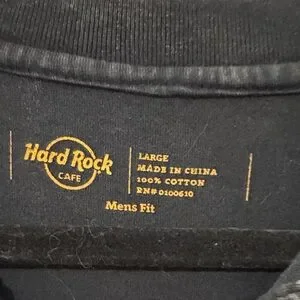 Hard Rock
CAFE
LARGE
MADE IN CHINA
100% COTTON
RN# 0100610
Mens Fit